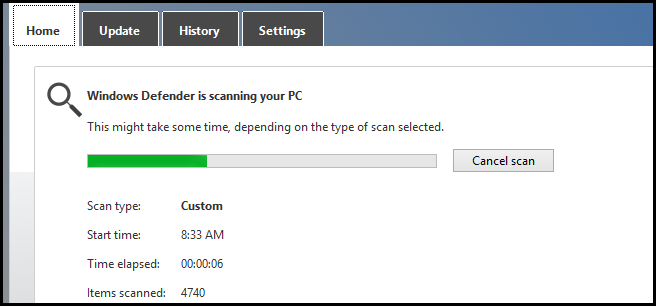 Home Update History Settings
Windows Defender is scanning your PC
This might take some time, depending on the type of scan selected.
Cancel scan
Scan type: Custom
Start time: 8:33 AM
Time elapsed: 00:00:06
Items scanned: 4740